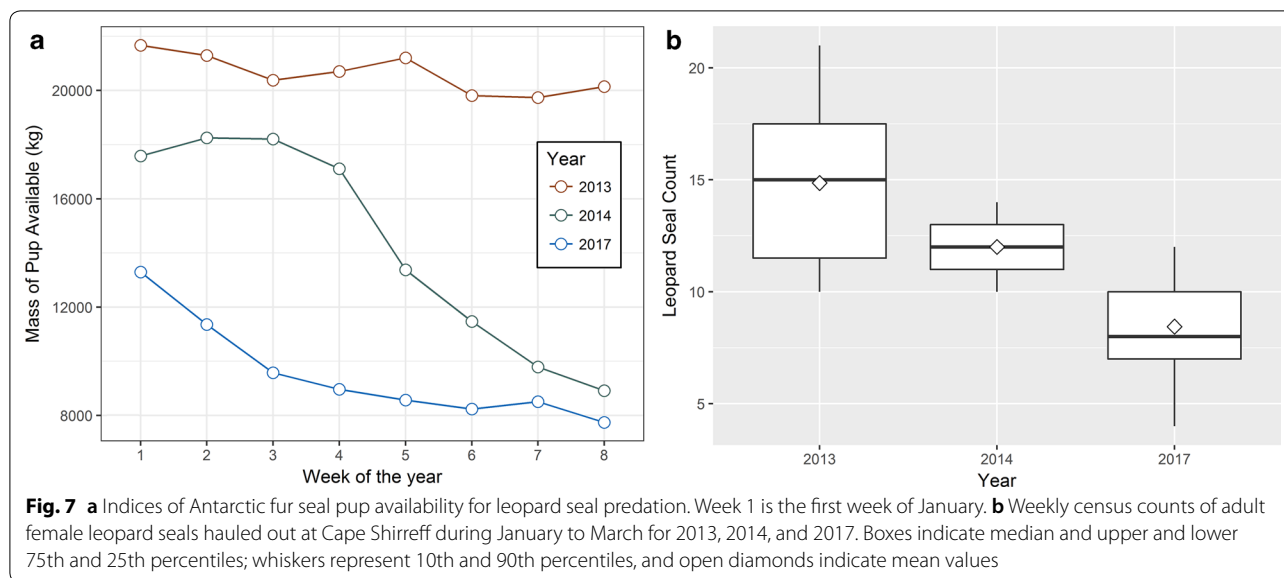 a
Mass of Pup Available (kg)
20000
16000
12000
8000
1 2 3 4 5 6 7 8
Week of the year
Year
2013
2014
2017
b
Leopard Seal Count
20
15
10
5
2013 2014 2017
Year
Fig. 7 a Indices of Antarctic fur seal pup availability for leopard seal predation. Week 1 is the first week of January. b Weekly census counts of adult
female leopard seals hauled out at Cape Shirreff during January to March for 2013, 2014, and 2017. Boxes indicate median and upper and lower
75th and 25th percentiles; whiskers represent 10th and 90th percentiles, and open diamonds indicate mean values